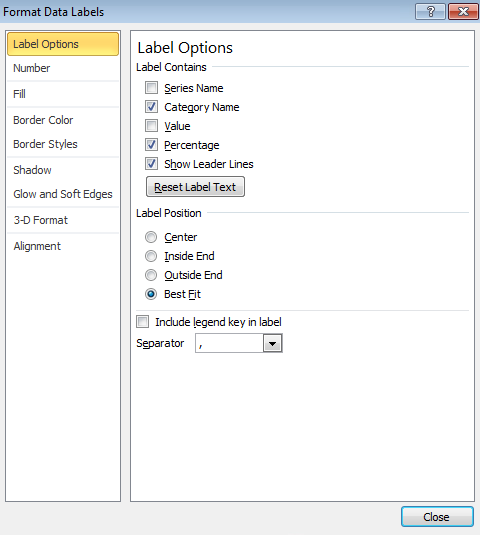 Format Data Labels
Label Options
Number
Fill
Border Color
Border Styles
Shadow
Glow and Soft Edges
3-D Format
Alignment
Label Options
Label Contains
Series Name
Category Name
Value
Percentage
Show Leader Lines
Reset Label Text
Label Position
Center
Inside End
Outside End
Best Fit
Include legend key in label
Separator ,
Close